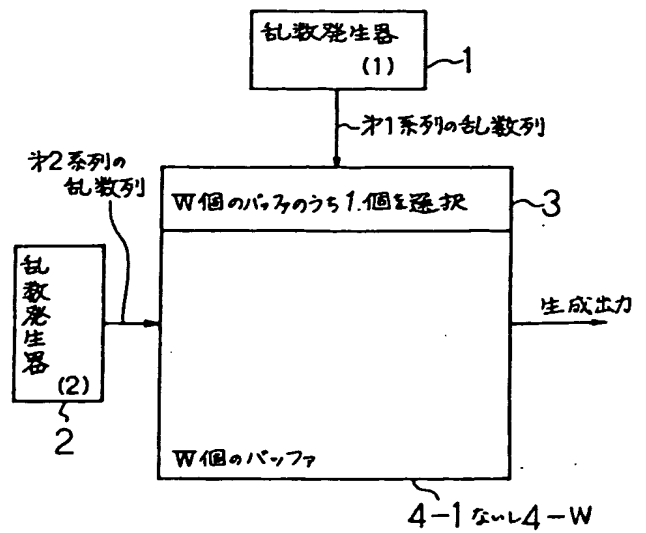 乱数発生器
(1)
1
才1系列の乱数列
才2系列の
乱数列
W個のバッファのうち1個を選択
3
乱数発生器
(2)
2
生成出力
W個のバッファ
4-1ないし4-W